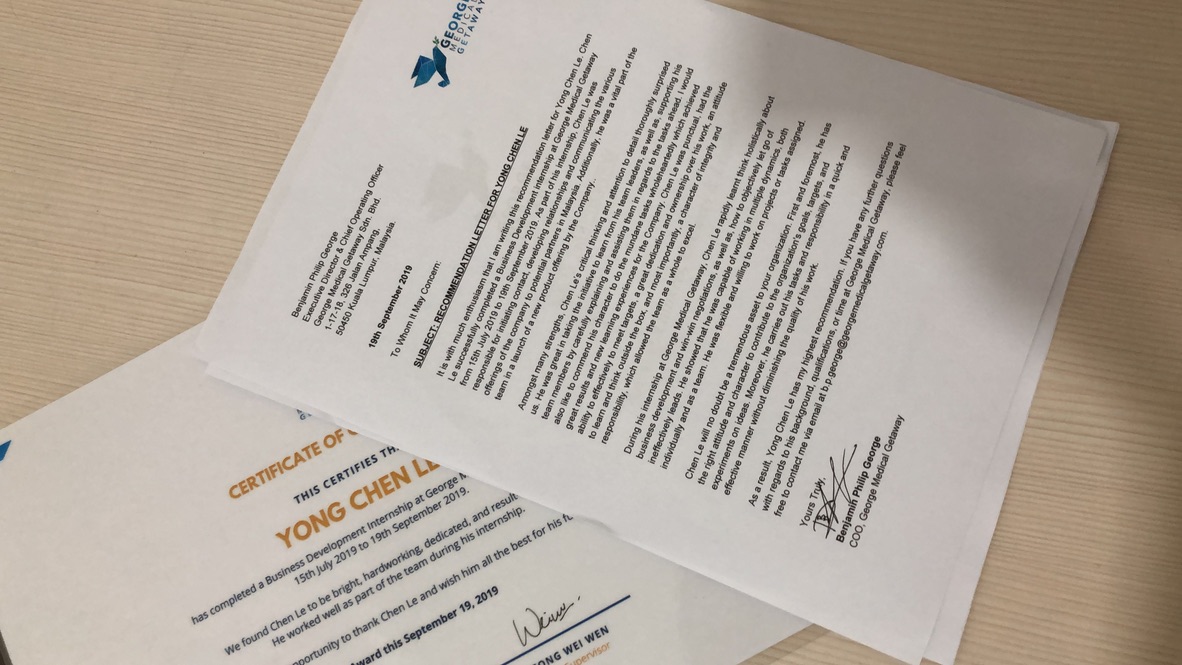 GEORGE
MEDICAL
GETAWAY
Benjamin Philip George
Executive Director & Chief Operating Officer
George Medical Getaway Sdn. Bhd.
1-17-18, 326 Jalan Ampang,
50450 Kuala Lumpur, Malaysia.
19th September 2019
To Whom It May Concern:
SUBJECT: RECOMMENDATION LETTER FOR YONG CHEN LE
It is with much enthusiasm that I am writing this recommendation letter for Yong Chen Le. Chen
Le successfully completed a Business Development internship at George Medical Getaway
from 15th July 2019 to 19th September 2019. As part of his internship, Chen Le was
responsible for initiating contact, developing relationships and communicating the various
offerings of the company to potential partners in Malaysia. Additionally, he was a vital part of the
team in a launch of a new product offering by the Company..
Amongst many strengths, Chen Le's critical thinking and attention to detail thoroughly surprised
us. He was great in taking the initiative to learn from his team leaders, as well as, supporting his
team members by carefully explaining and assisting them in regards to the tasks ahead. I would
also like to commend his character to do the mundane tasks wholeheartedly which achieved
great results and new learning experiences for the Company. Chen Le was punctual, had the
ability to effectively to meet targets, a great dedication and ownership over his work, an attitude
to learn and think outside the box, and most importantly, a character of integrity and
responsibility, which allowed the team as a whole to excel.
During his internship at George Medical Getaway, Chen Le rapidly learnt think holistically about
business development and win-win negotiations, as well as, how to objectively let go of
ineffectively leads. He showed that he was capable of working in multiple dynamics, both
individually and as a team. He was flexible and willing to work on projects or tasks assigned.
Chen Le will no doubt be a tremendous asset to your organization. First and foremost, he has
the right attitude and character to contribute to the organization's goals, targets, and
experiments on ideas. Moreover, he carries out his tasks and responsibility in a quick and
effective manner without diminishing the quality of his work.
As a result, Yong Chen Le has my highest recommendation. If you have any further questions
with regards to his background, qualifications, or time at George Medical Getaway, please feel
free to contact me via email at b.p.george@georgemedicalgetaway.com.
Yours Truly,
Benjamin Philip George
COO, George Medical Getaway
CERTIFICATE OF
THIS CERTIFIES
YONG CHEN LE
has completed a Business Development Internship at George
15th July 2019 to 19th September 2019.
We found Chen Le to be bright, hardworking, dedicated, and result
He worked well as part of the team during his internship.
opportunity to thank Chen Le and wish him all the best for his
Award this September 19, 2019
ONG WEI WEN
Supervisor